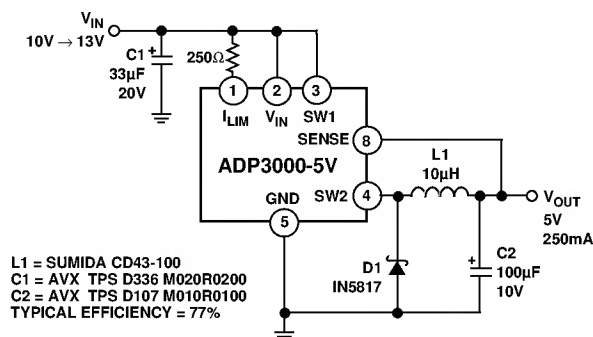 VIN
10V → 13V
C1
33μF
20V
+
250Ω
1
2
3
ILIM
VIN
SW1
SENSE
8
ADP3000-5V
L1
10μH
GND
SW2
4
5
VOUT
5V
250mA
D1
IN5817
+
C2
100μF
10V
L1 = SUMIDA CD43-100
C1 = AVX TPS D336 M020R0200
C2 = AVX TPS D107 M010R0100
TYPICAL EFFICIENCY = 77%